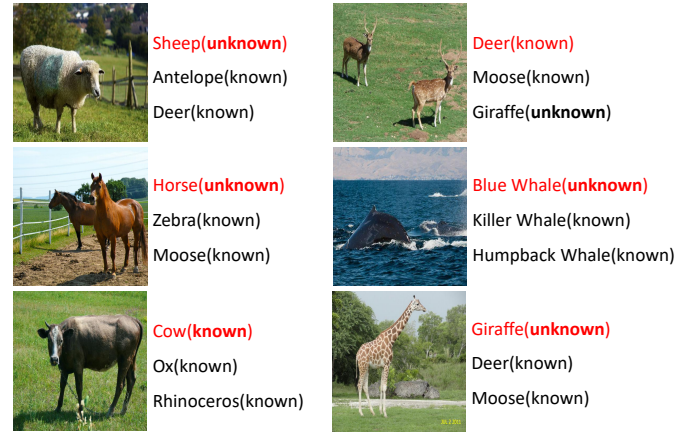 Sheep(unknown)
Antelope(known)
Deer(known)
Deer(known)
Moose(known)
Giraffe(unknown)
Horse(unknown)
Zebra(known)
Moose(known)
Blue Whale(unknown)
Killer Whale(known)
Humpback Whale(known)
Cow(known)
Ox(known)
Rhinoceros(known)
Giraffe(unknown)
Deer(known)
Moose(known)